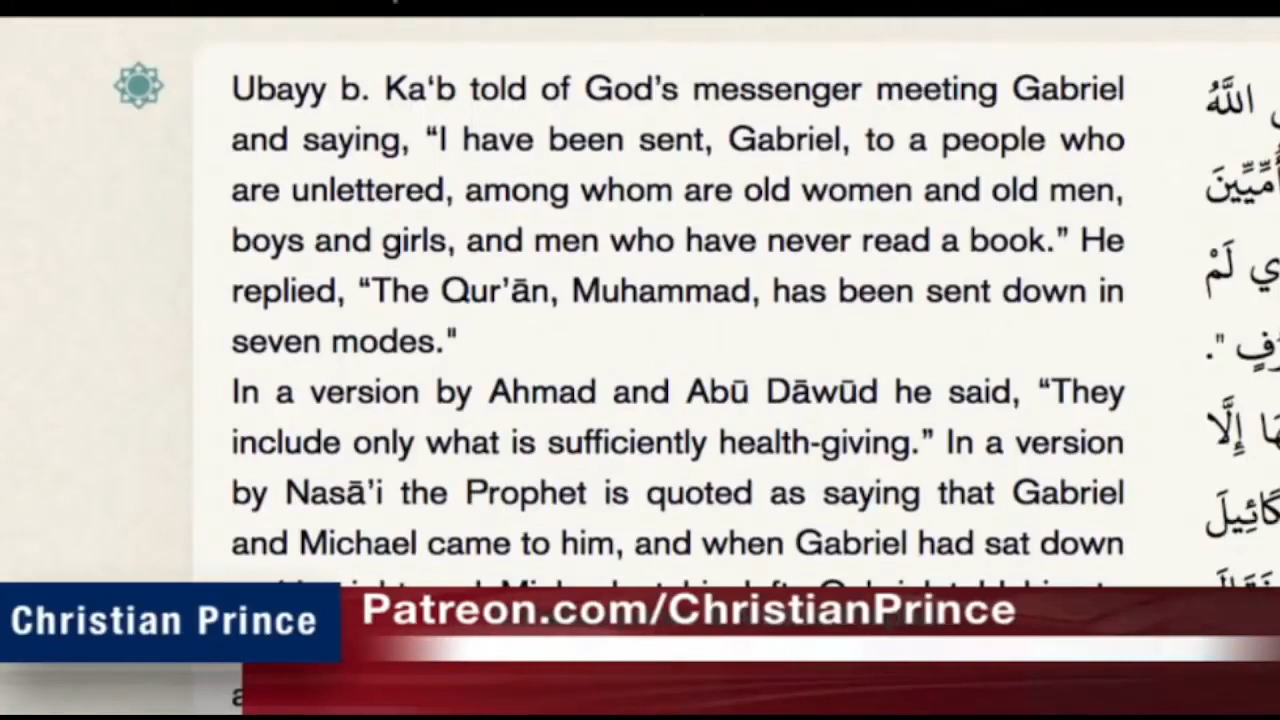 Ubayy b. Ka‘b told of God’s messenger meeting Gabriel
and saying, “I have been sent, Gabriel, to a people who
are unlettered, among whom are old women and old men,
boys and girls, and men who have never read a book.” He
replied, “The Qur’ān, Muhammad, has been sent down in
seven modes."
In a version by Ahmad and Abū Dāwūd he said, “They
include only what is sufficiently health-giving.” In a version
by Nasā’i the Prophet is quoted as saying that Gabriel
and Michael came to him, and when Gabriel had sat down
اللَّهُ
لَمْ
إِلَّا
Christian Prince
Patreon.com/ChristianPrince